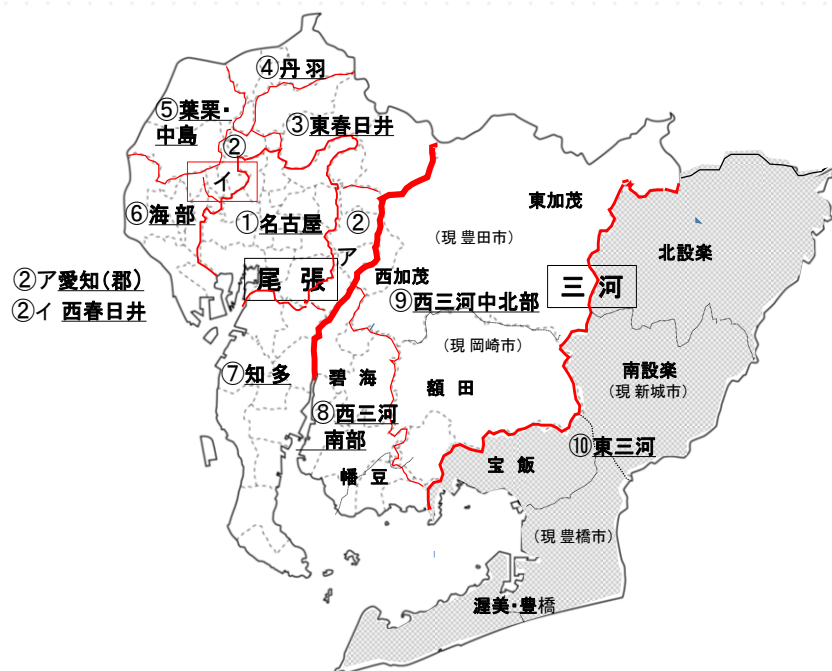 ④丹 羽
⑤葉栗・
中島
③東春日井
②
イ
⑥海 部
①名古屋
②
ア
東加茂
(現 豊田市)
北設楽
②ア愛知(郡)
②イ 西春日井
尾 張
西加茂
三 河
⑨西三河中北部
(現 岡崎市)
⑦知 多
碧 海
額 田
南設楽
(現 新城市)
⑧西三河
南部
⑩東三河
宝 飯
幡 豆
(現 豊橋市)
渥美・豊橋